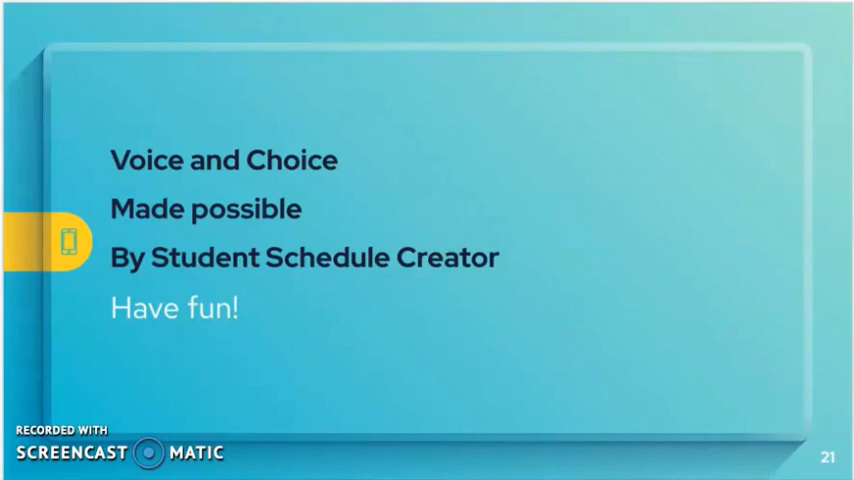 Voice and Choice
Made possible
By Student Schedule Creator
Have fun!
RECORDED WITH
SCREENCAST MATIC
21